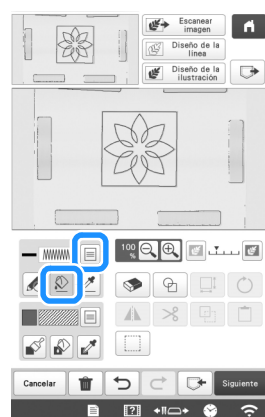 Escanear
imagen
Diseño de la
línea
Diseño de la
ilustración
100
%
Cancelar
Siguiente